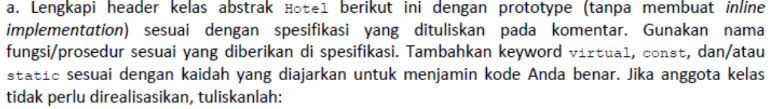 a. Lengkapi header kelas abstrak Hotel berikut ini dengan prototype (tanpa membuat inline
implementation) sesuai dengan spesifikasi yang dituliskan pada komentar. Gunakan nama
fungsi/prosedur sesuai yang diberikan di spesifikasi. Tambahkan keyword virtual, const, dan/atau
static sesuai dengan kaidah yang diajarkan untuk menjamin kode Anda benar. Jika anggota kelas
tidak perlu direalisasikan, tuliskanlah: